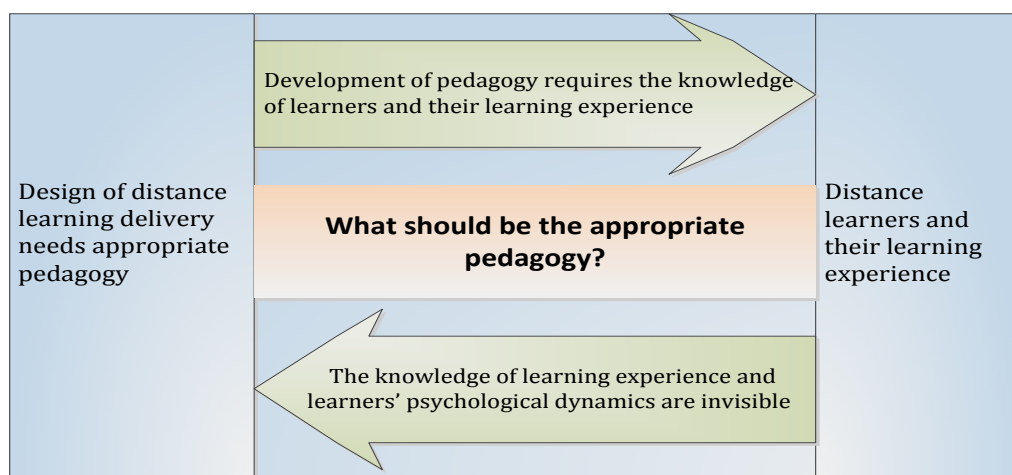 Development of pedagogy requires the knowledge
of learners and their learning experience
Design of distance
learning delivery
needs appropriate
pedagogy
What should be the appropriate
pedagogy?
Distance
learners and
their learning
experience
The knowledge of learning experience and
learners’ psychological dynamics are invisible